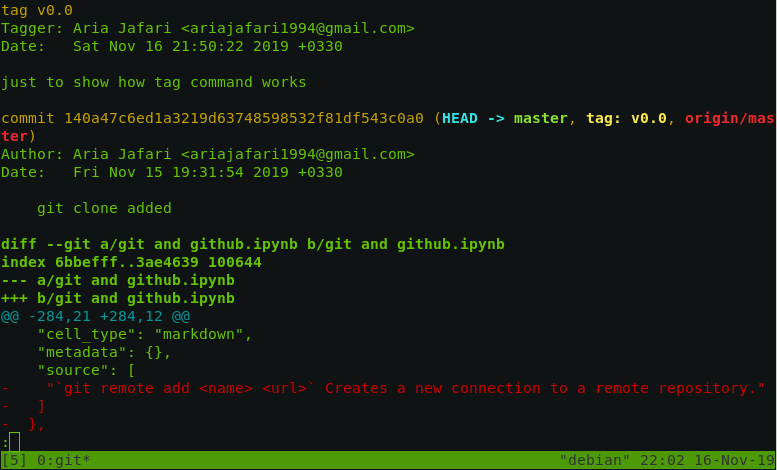 tag v0.0
Tagger: Aria Jafari <ariajafari1994@gmail.com>
Date:   Sat Nov 16 21:50:22 2019 +0330

just to show how tag command works

commit 140a47c6ed1a3219d63748598532f81df543c0a0 (HEAD -> master, tag: v0.0, origin/mas
ter)
Author: Aria Jafari <ariajafari1994@gmail.com>
Date:   Fri Nov 15 19:31:54 2019 +0330

    git clone added

diff --git a/git and github.ipynb b/git and github.ipynb
index 6bbefff..3ae4639 100644
--- a/git and github.ipynb
+++ b/git and github.ipynb
@@ -284,21 +284,12 @@
    "cell_type": "markdown",
    "metadata": {},
    "source": [
-    "`git remote add <name> <url>` Creates a new connection to a remote repository."
-   ]
-  },
:
[5] 0:git* "debian" 22:02 16-Nov-19